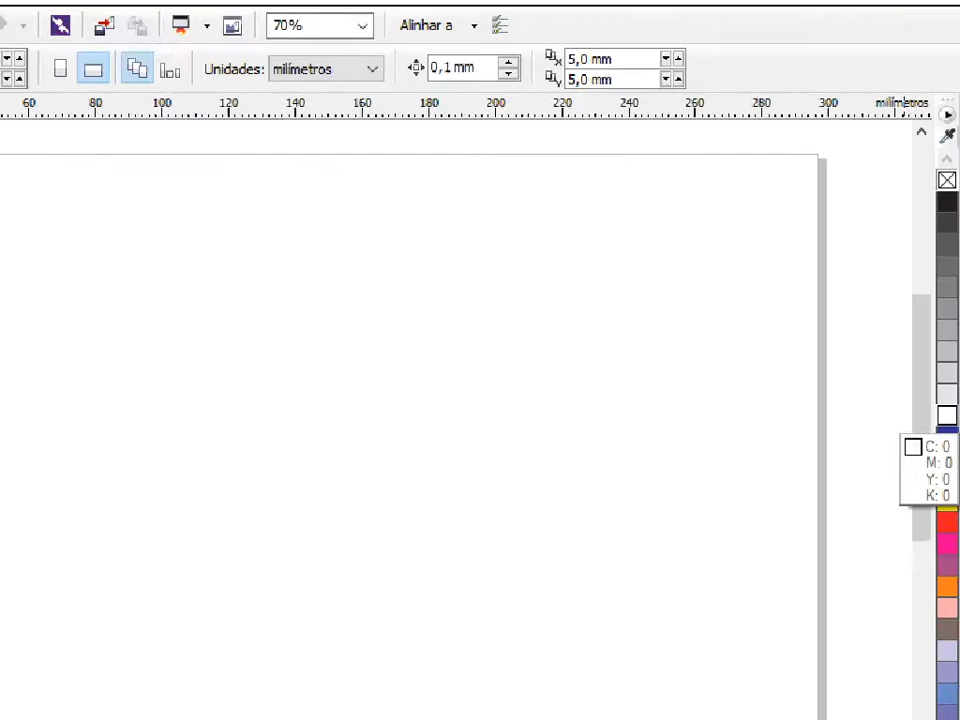 70%
Alinhar a
Unidades: milímetros
0,1 mm
5,0 mm
5,0 mm
60 80 100 120 140 160 180 200 220 240 260 280 300 milímetros
C: 0
M: 0
Y: 0
K: 0